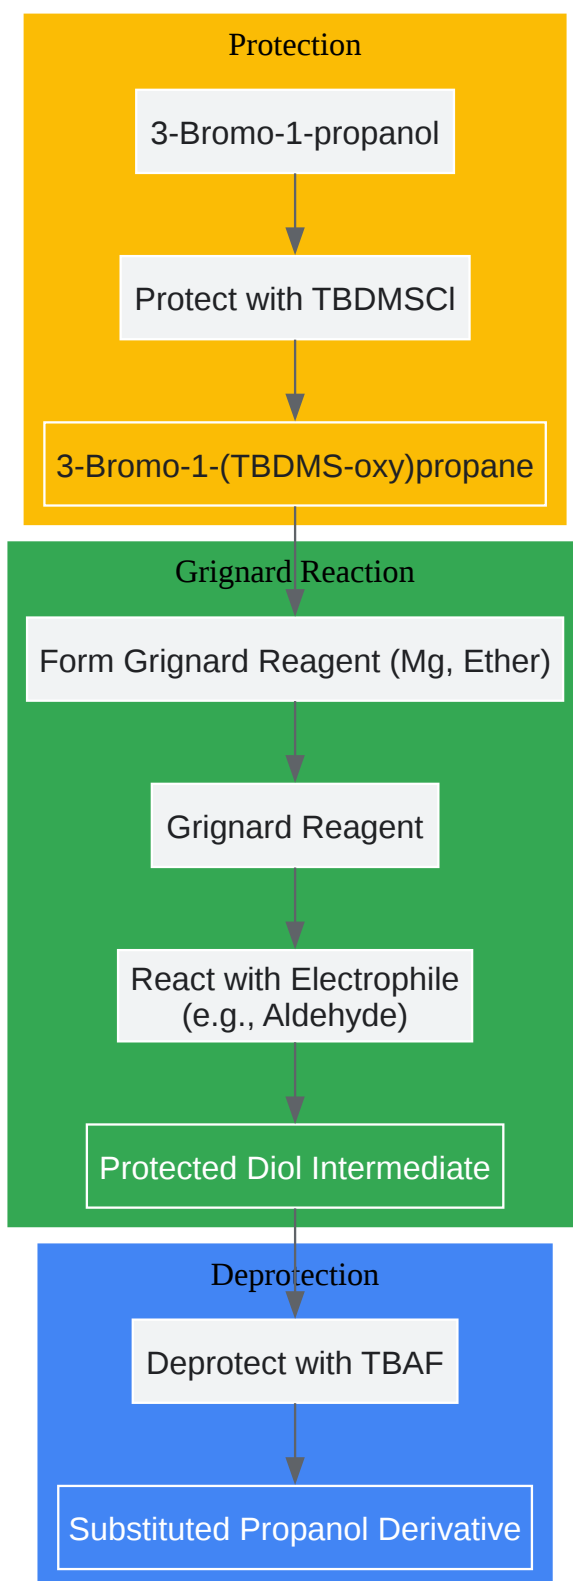 Protection
3-Bromo-1-propanol
Protect with TBDMSCl
3-Bromo-1-(TBDMS-oxy)propane
Grignard Reaction
Form Grignard Reagent (Mg, Ether)
Grignard Reagent
React with Electrophile
(e.g., Aldehyde)
Protected Diol Intermediate
Deprotection
Deprotect with TBAF
Substituted Propanol Derivative